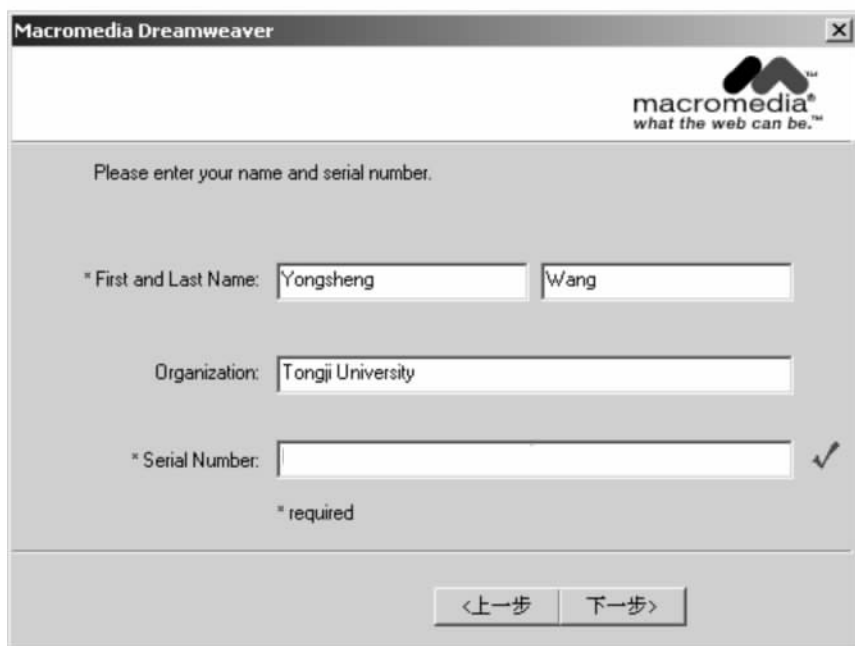 Macromedia Dreamweaver
macromedia®
what the web can be.™
Please enter your name and serial number.
* First and Last Name: Yongsheng Wang
Organization: Tongji University
* Serial Number:
* required
<上一步 下一步>